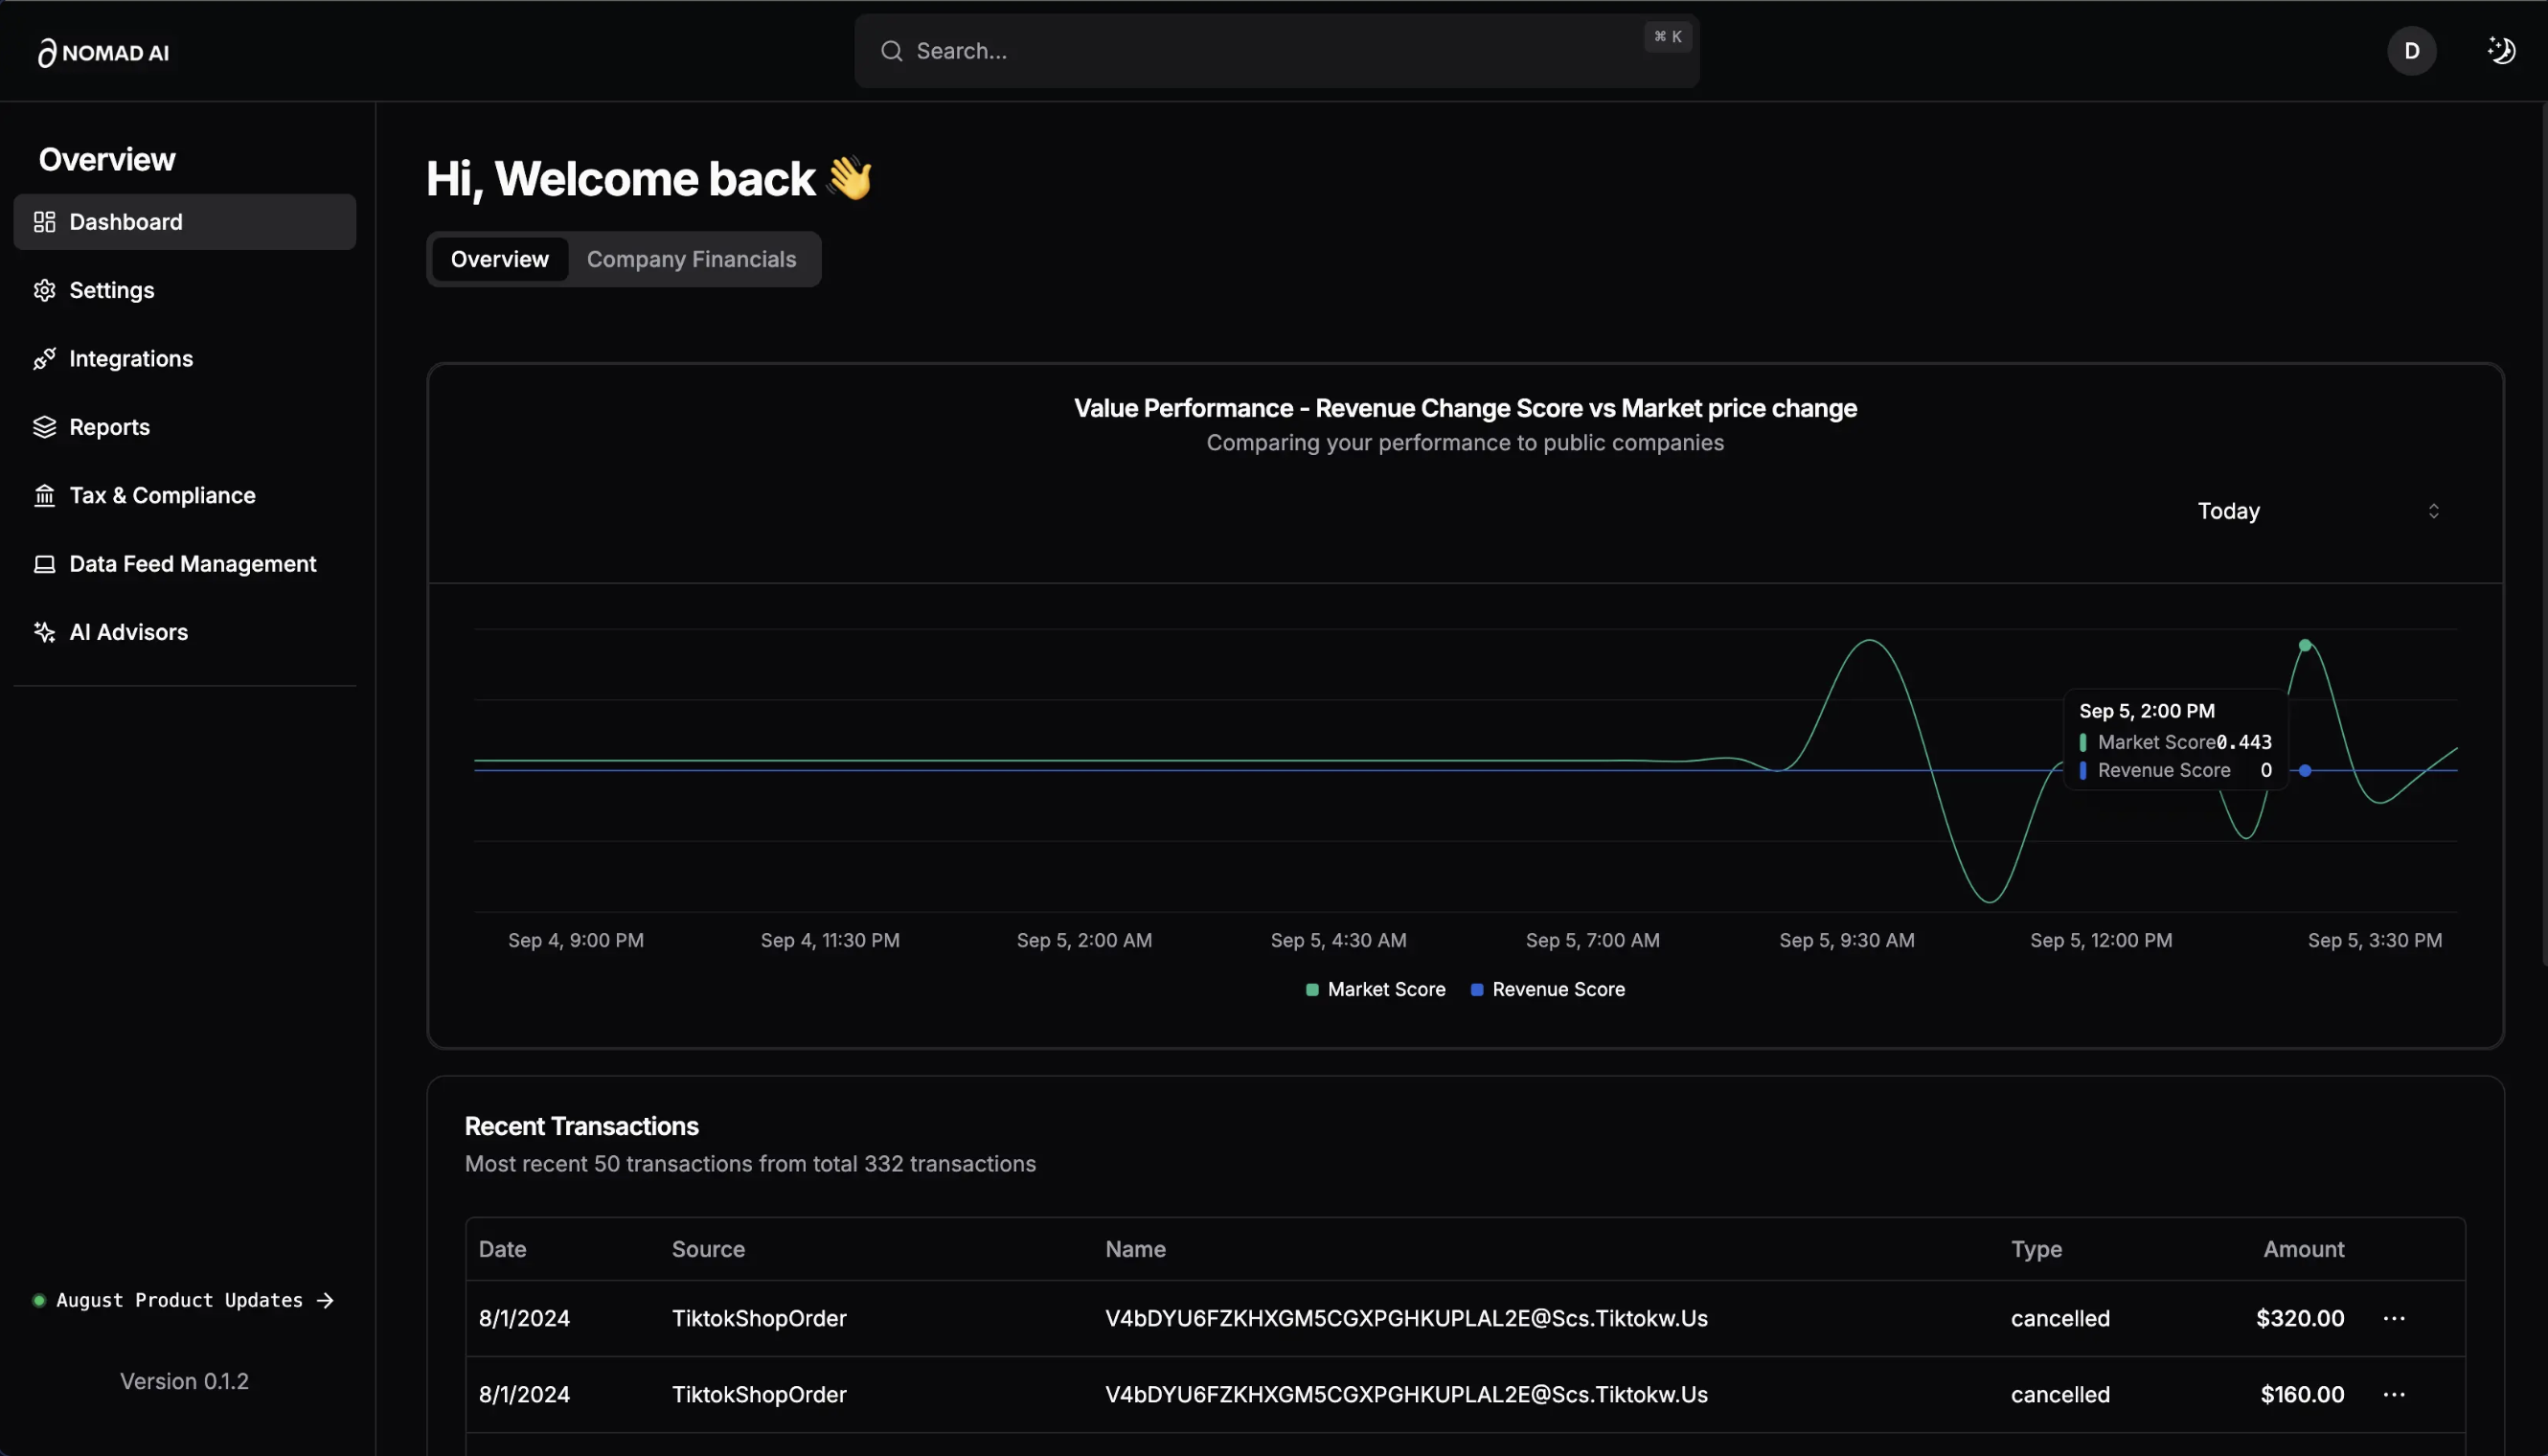 NOMAD AI
Search...
⌘ K
D
Overview
Dashboard
Settings
Integrations
Reports
Tax & Compliance
Data Feed Management
AI Advisors
August Product Updates →
Version 0.1.2
Hi, Welcome back 👋
Overview
Company Financials
Value Performance - Revenue Change Score vs Market price change
Comparing your performance to public companies
Today
Sep 5, 2:00 PM
Market Score 0.443
Revenue Score 0
Sep 4, 9:00 PM
Sep 4, 11:30 PM
Sep 5, 2:00 AM
Sep 5, 4:30 AM
Sep 5, 7:00 AM
Sep 5, 9:30 AM
Sep 5, 12:00 PM
Sep 5, 3:30 PM
Market Score
Revenue Score
Recent Transactions
Most recent 50 transactions from total 332 transactions
Date Source Name Type Amount
8/1/2024 TiktokShopOrder V4bDYU6FZKHXGM5CGXPGHKUPLAL2E@Scs.Tiktokw.Us cancelled $320.00 ...
8/1/2024 TiktokShopOrder V4bDYU6FZKHXGM5CGXPGHKUPLAL2E@Scs.Tiktokw.Us cancelled $160.00 ...